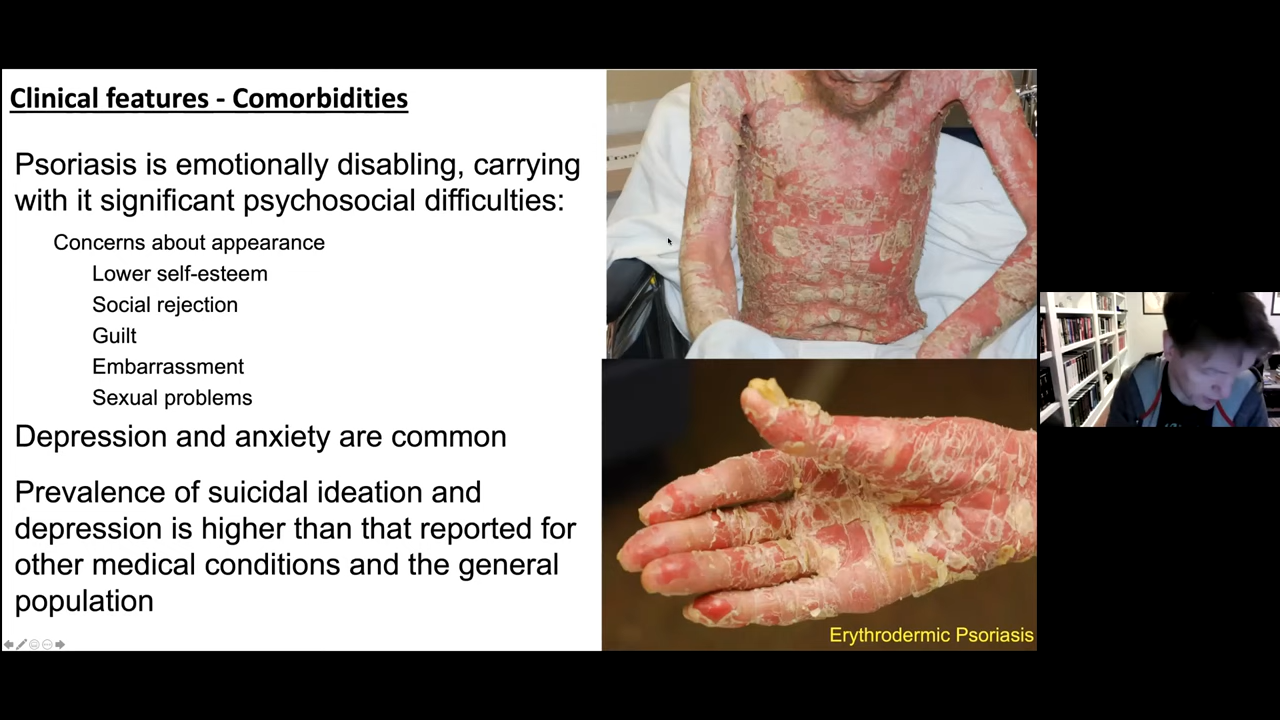 Clinical features - Comorbidities
Psoriasis is emotionally disabling, carrying
with it significant psychosocial difficulties:
Concerns about appearance
Lower self-esteem
Social rejection
Guilt
Embarrassment
Sexual problems
Depression and anxiety are common
Prevalence of suicidal ideation and
depression is higher than that reported for
other medical conditions and the general
population
Erythrodermic Psoriasis